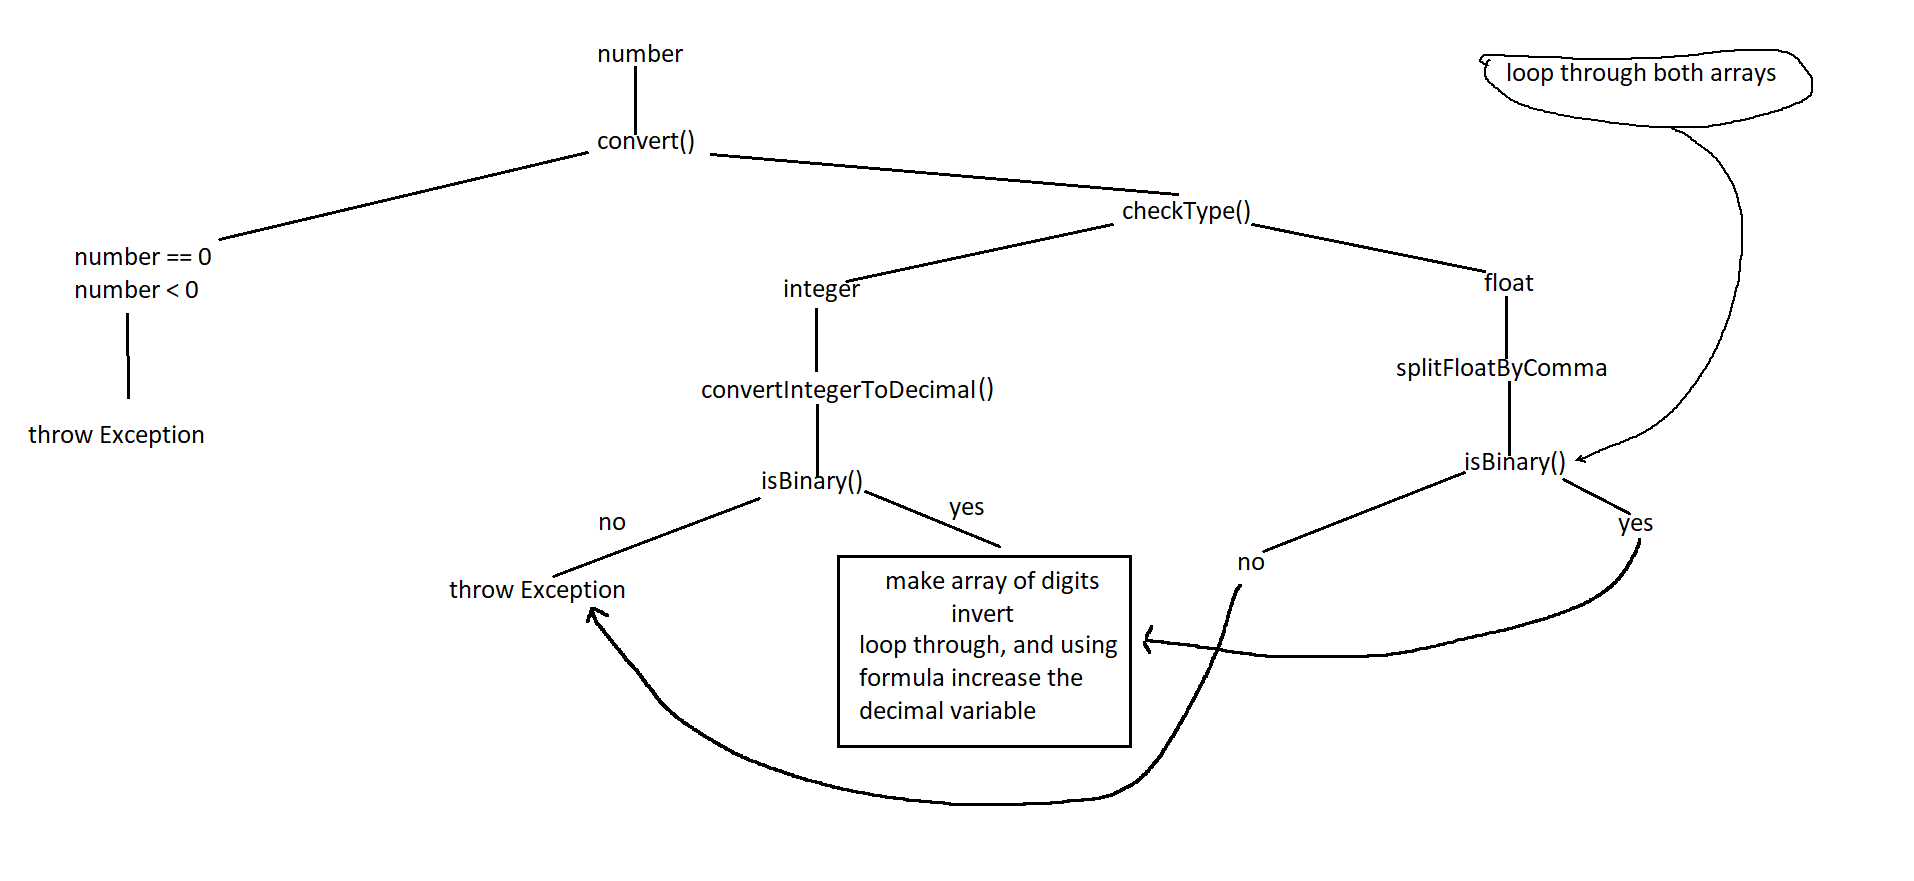 number
loop through both arrays
convert()
checkType()
number == 0
number < 0
integer
float
splitFloatByComma
convertIntegerToDecimal()
throw Exception
isBinary()
isBinary()
no
yes
yes
no
throw Exception
make array of digits
invert
loop through, and using
formula increase the
decimal variable